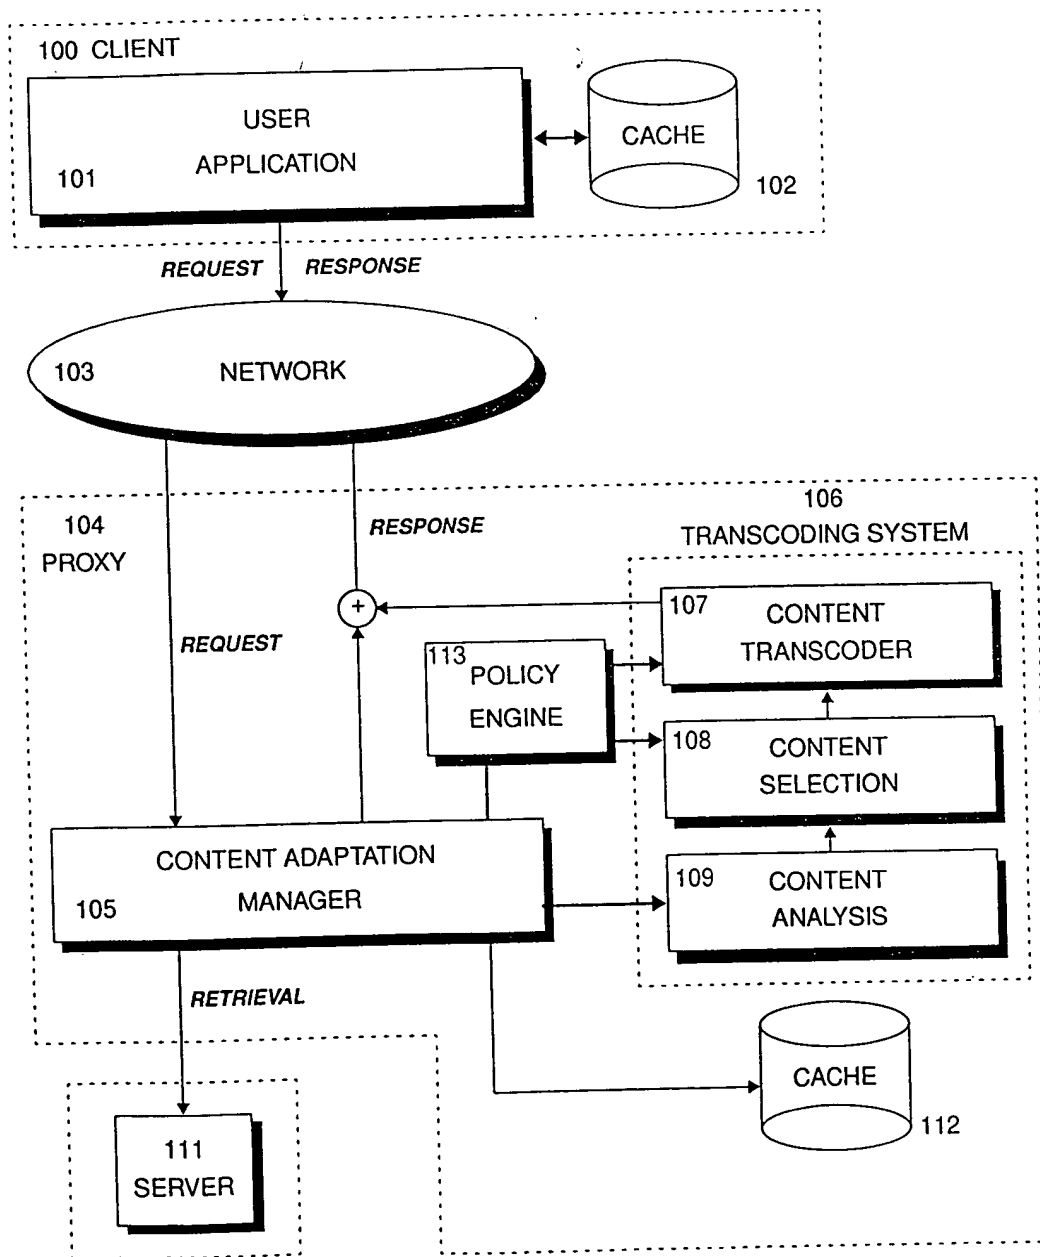 100 CLIENT
USER
APPLICATION
101
CACHE
102
REQUEST RESPONSE
103
NETWORK
104
PROXY
RESPONSE
106
TRANSCODING SYSTEM
REQUEST
+
107
CONTENT
TRANSCODER
113
POLICY
ENGINE
108
CONTENT
SELECTION
CONTENT ADAPTATION
MANAGER
105
109
CONTENT
ANALYSIS
RETRIEVAL
CACHE
112
111
SERVER